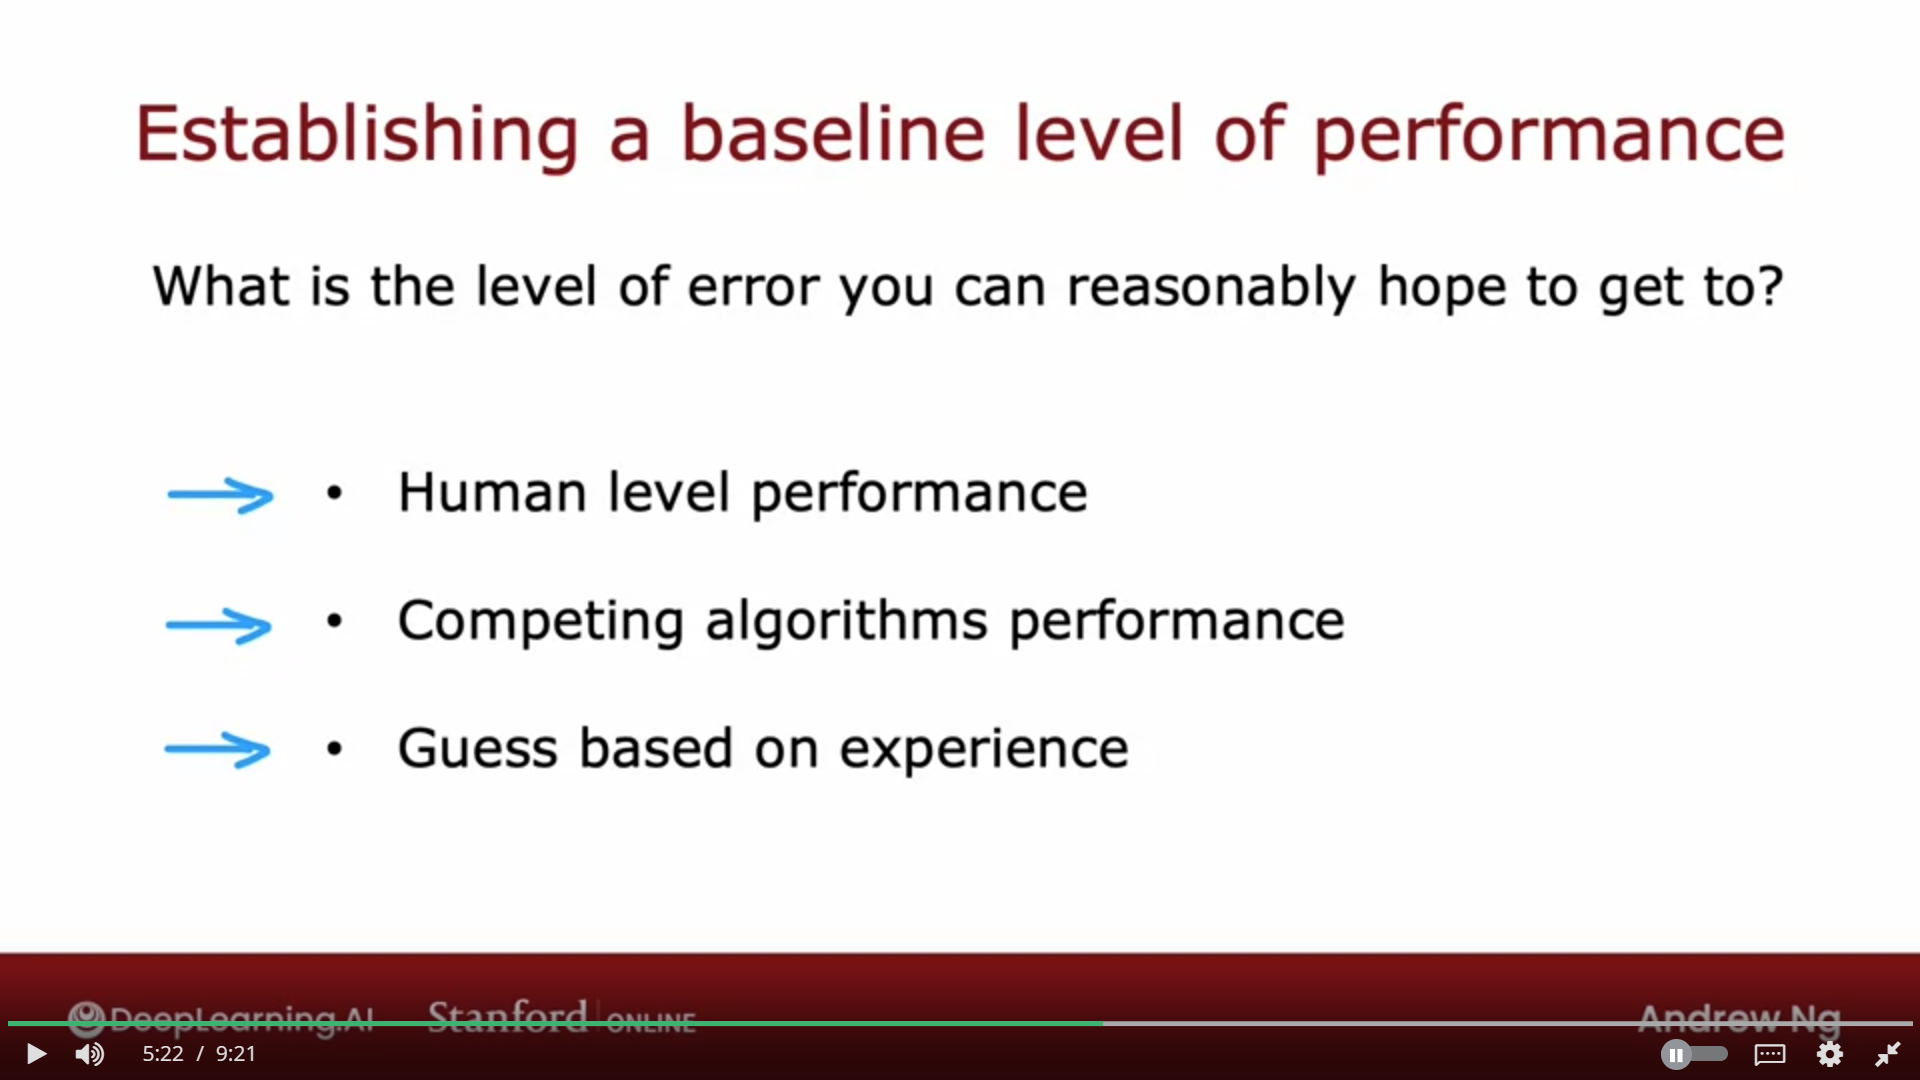 Establishing a baseline level of performance
What is the level of error you can reasonably hope to get to?
• Human level performance
• Competing algorithms performance
• Guess based on experience
DeepLearning.AI Stanford ONLINE Andrew Ng
5:22 / 9:21